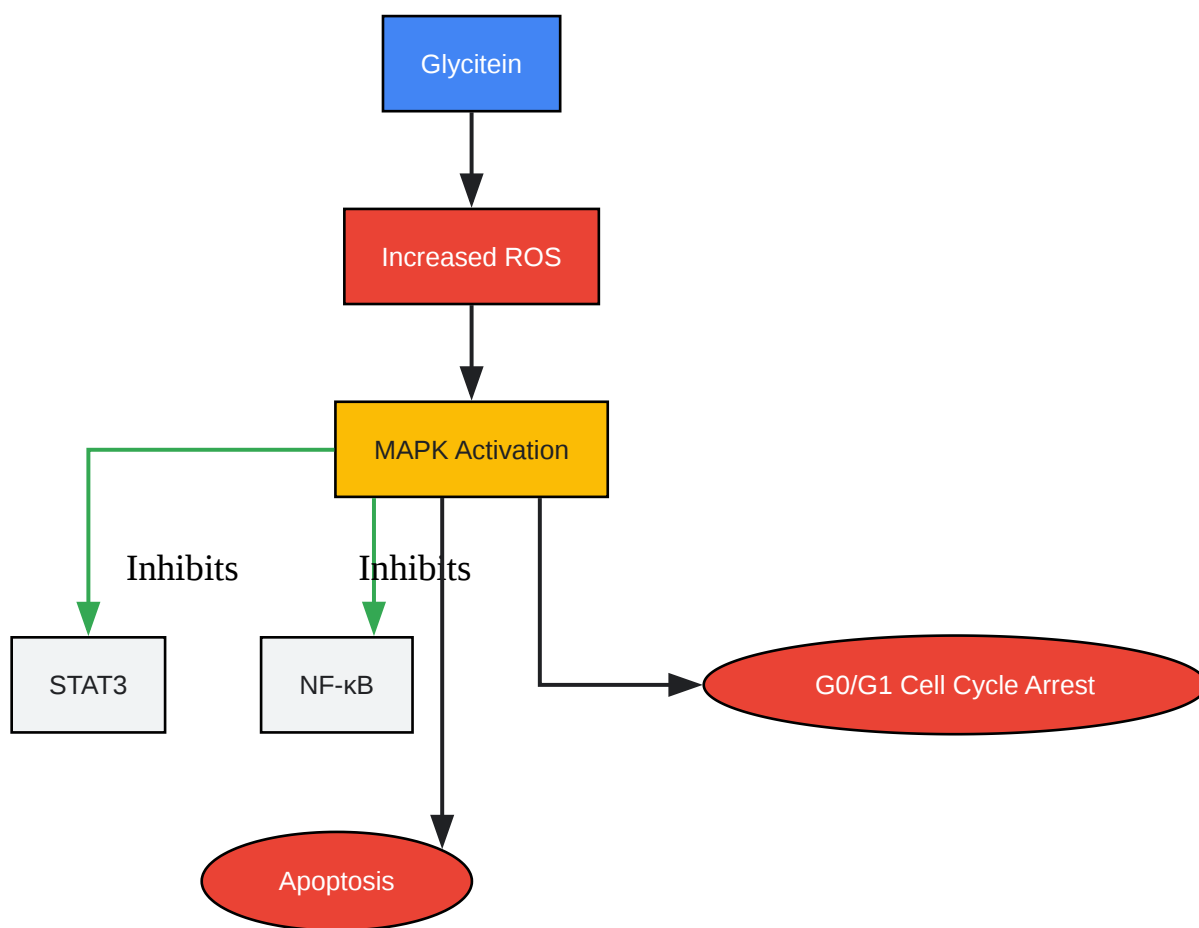 Glycitein
Increased ROS
MAPK Activation
Inhibits
Inhibits
STAT3
NF-κB
G0/G1 Cell Cycle Arrest
Apoptosis